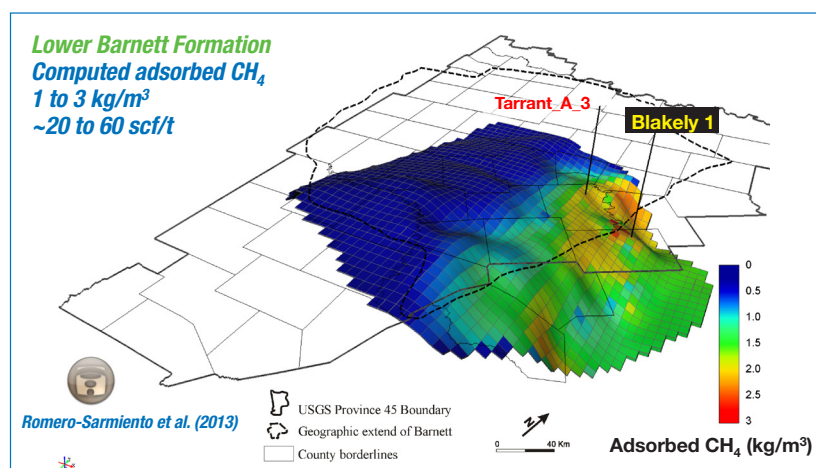 Lower Barnett Formation
Computed adsorbed CH₄
1 to 3 kg/m³
~20 to 60 scf/t
Tarrant_A_3
Blakely 1
0
0.5
1.0
1.5
2.0
2.5
3
Adsorbed CH₄ (kg/m³)
Romero-Sarmiento et al. (2013)
USGS Province 45 Boundary
Geographic extend of Barnett
County borderlines
N
0
40 Km